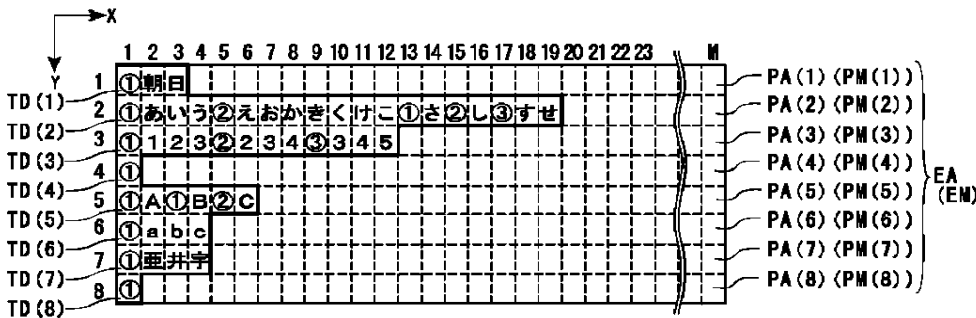 X
1 2 3 4 5 6 7 8 9 10 11 12 13 14 15 16 17 18 19 20 21 22 23 M
Y
1 ①朝日 PA(1)(PM(1))
TD(1)
2 ①あいう②えおかきくけこ①さ②し③すせ PA(2)(PM(2))
TD(2)
3 ①123②234③345 PA(3)(PM(3))
TD(3)
4 ① PA(4)(PM(4))
TD(4)
EA
(EM)
5 ①A①B②C PA(5)(PM(5))
TD(5)
6 ①abc PA(6)(PM(6))
TD(6)
7 ①亜井宇 PA(7)(PM(7))
TD(7)
8 ① PA(8)(PM(8))
TD(8)